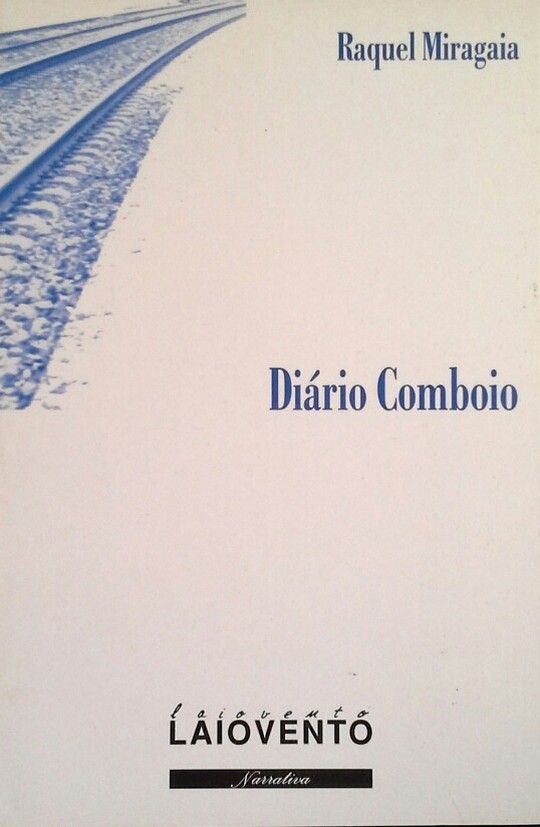 Raquel Miragaia
Diário Comboio
laiovento
LAIOVENTO
Narrativa